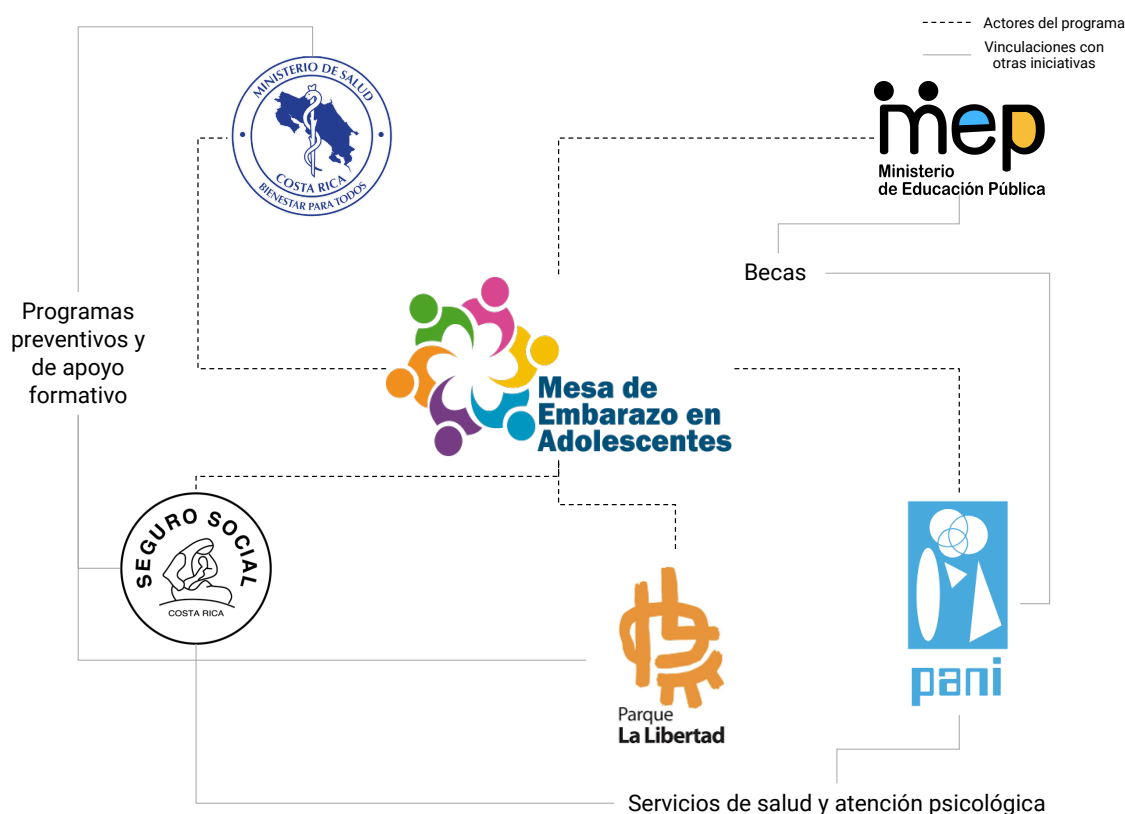 Actores del programa
Vinculaciones con
otras iniciativas
MINISTERIO DE SALUD
COSTA RICA
BIENESTAR PARA TODOS
mep
Ministerio
de Educación Pública
Becas
Programas
preventivos y
de apoyo
formativo
Mesa de
Embarazo en
Adolescentes
SEGURO SOCIAL
COSTA RICA
Parque
La Libertad
pani
Servicios de salud y atención psicológica